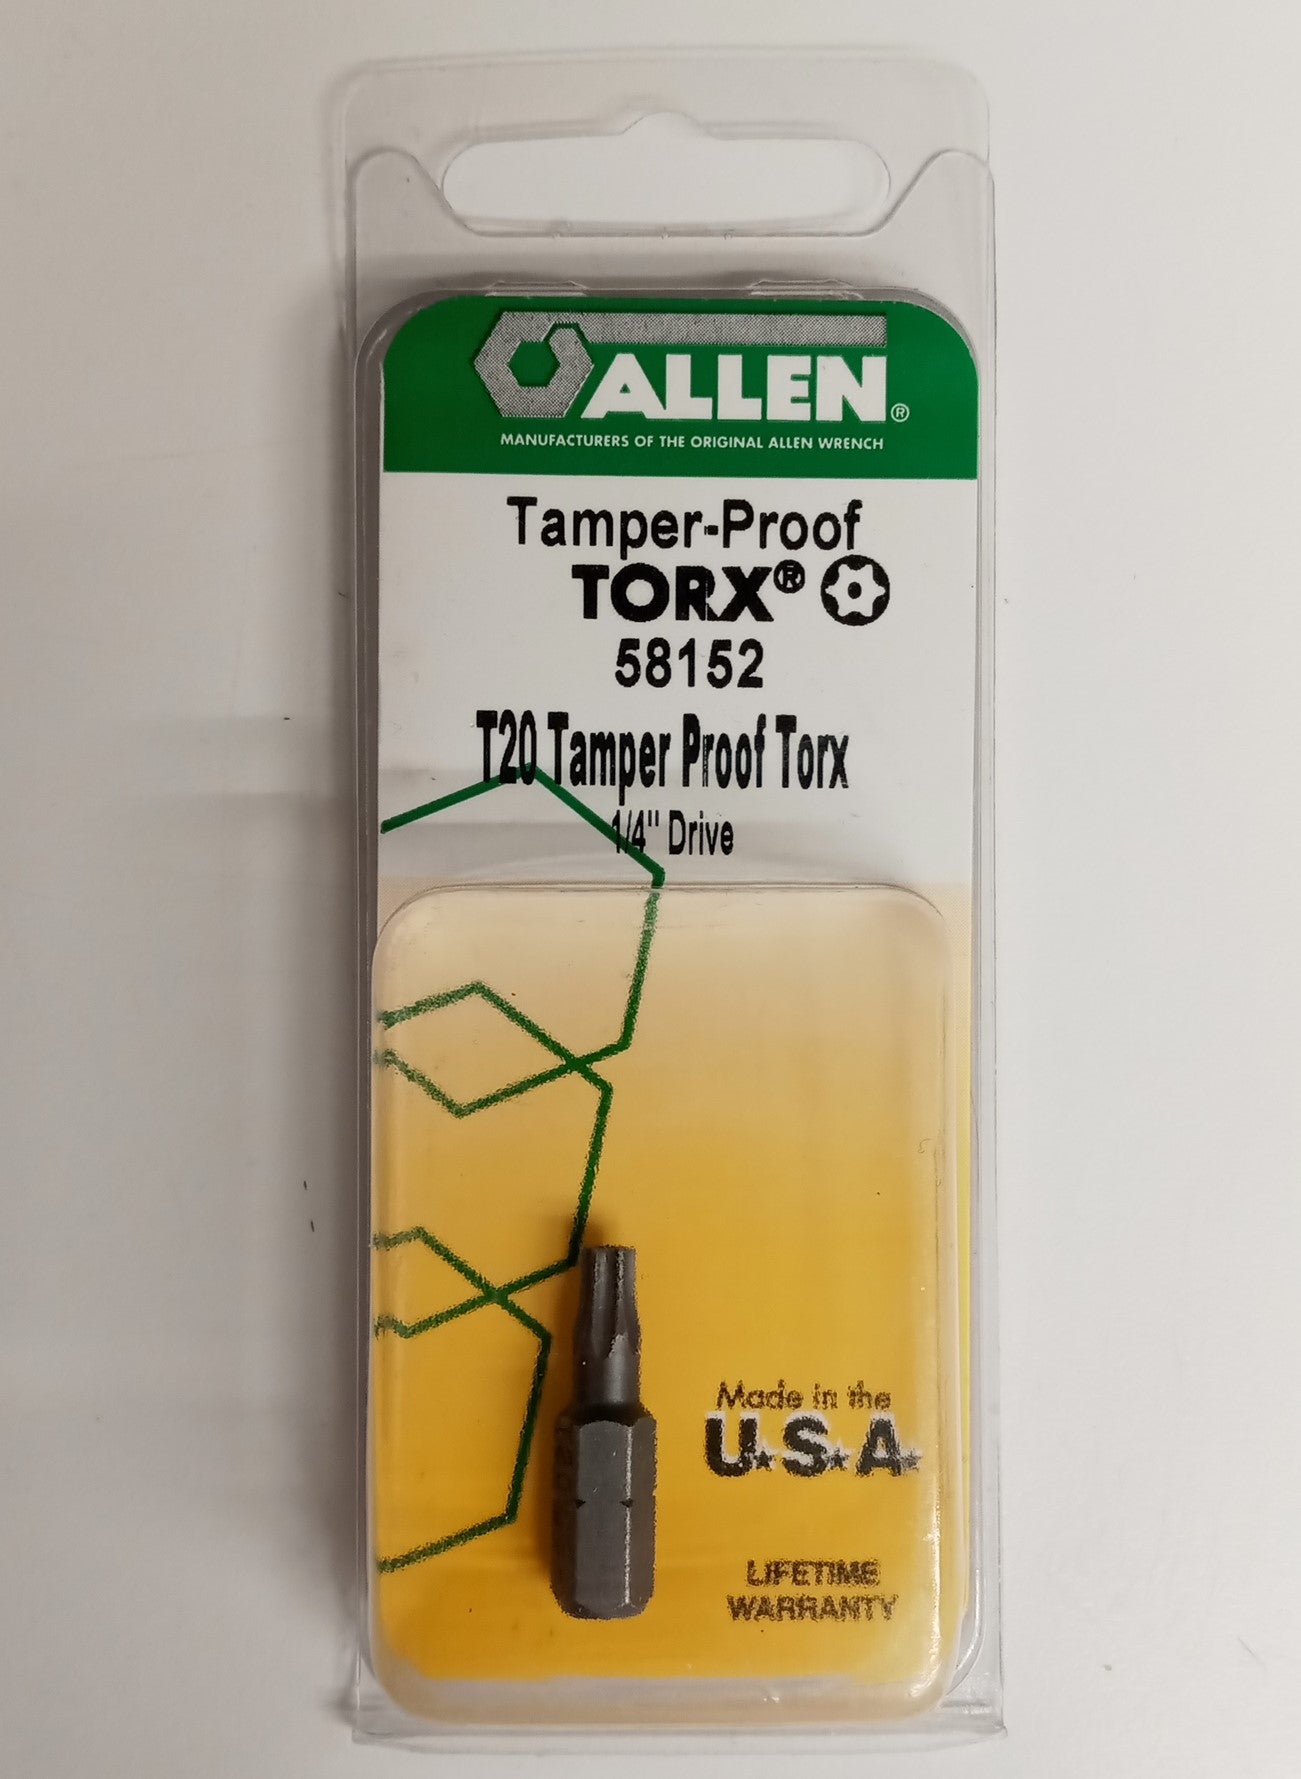 ALLEN®
MANUFACTURERS OF THE ORIGINAL ALLEN WRENCH
Tamper-Proof
TORX®
58152
T20 Tamper Proof Torx
1/4" Drive
Made in the
U.S.A.
LIFETIME
WARRANTY